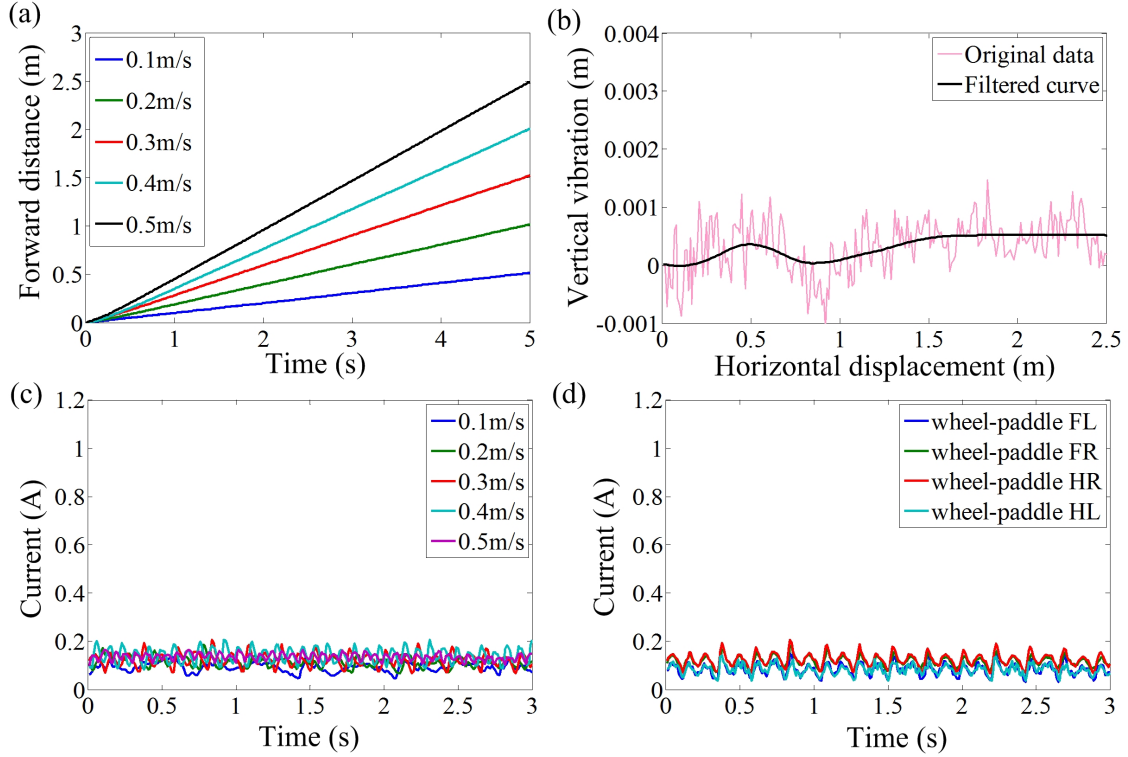 (a)
Forward distance (m)
3
2.5
2
1.5
1
0.5
0
0.1m/s
0.2m/s
0.3m/s
0.4m/s
0.5m/s
0 1 2 3 4 5
Time (s)
(b)
Vertical vibration (m)
0.004
0.003
0.002
0.001
0
-0.001
Original data
Filtered curve
0 0.5 1 1.5 2 2.5
Horizontal displacement (m)
(c)
Current (A)
1.2
1
0.8
0.6
0.4
0.2
0
0.1m/s
0.2m/s
0.3m/s
0.4m/s
0.5m/s
0 0.5 1 1.5 2 2.5 3
Time (s)
(d)
Current (A)
1.2
1
0.8
0.6
0.4
0.2
0
wheel-paddle FL
wheel-paddle FR
wheel-paddle HR
wheel-paddle HL
0 0.5 1 1.5 2 2.5 3
Time (s)